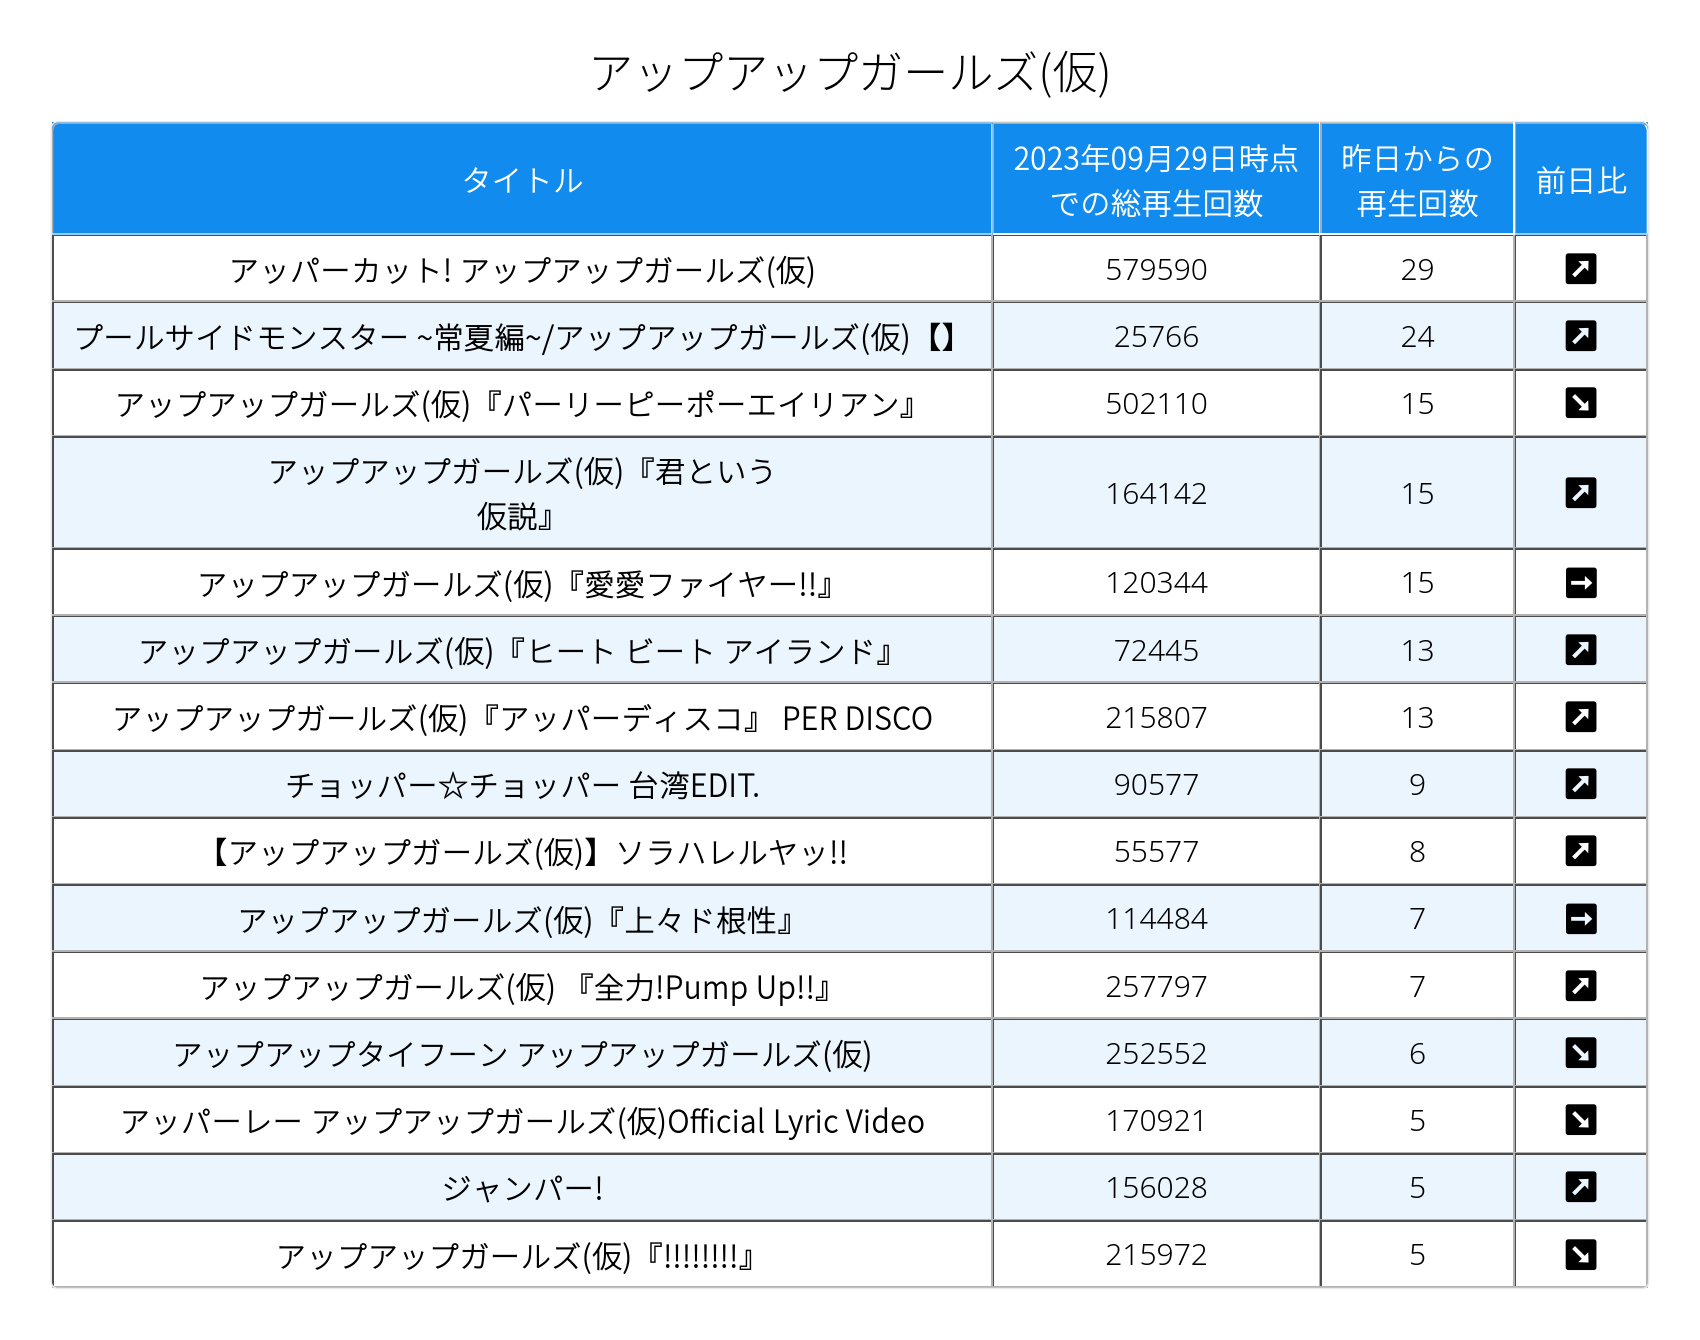 アップアップガールズ(仮)
タイトル 2023年09月29日時点での総再生回数 昨日からの再生回数 前日比
アッパーカット! アップアップガールズ(仮) 579590 29 ↗
プールサイドモンスター ~常夏編~/アップアップガールズ(仮)【】 25766 24 ↗
アップアップガールズ(仮)『パーリーピーポーエイリアン』 502110 15 ↘
アップアップガールズ(仮)『君という
仮説』 164142 15 ↗
アップアップガールズ(仮)『愛愛ファイヤー!!』 120344 15 →
アップアップガールズ(仮)『ヒート ビート アイランド』 72445 13 ↗
アップアップガールズ(仮)『アッパーディスコ』 PER DISCO 215807 13 ↗
チョッパー☆チョッパー 台湾EDIT. 90577 9 ↗
【アップアップガールズ(仮)】ソラハレルヤッ!! 55577 8 ↗
アップアップガールズ(仮)『上々ド根性』 114484 7 →
アップアップガールズ(仮) 『全力!Pump Up!!』 257797 7 ↗
アップアップタイフーン アップアップガールズ(仮) 252552 6 ↘
アッパーレー アップアップガールズ(仮)Official Lyric Video 170921 5 ↘
ジャンパー! 156028 5 ↗
アップアップガールズ(仮)『!!!!!!!!』 215972 5 ↘